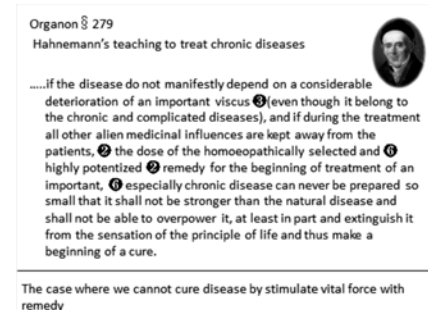 Organon § 279
Hahnemann's teaching to treat chronic diseases
.....if the disease do not manifestly depend on a considerable
deterioration of an important viscus ❸(even though it belong to
the chronic and complicated diseases), and if during the treatment
all other alien medicinal influences are kept away from the
patients, ❷ the dose of the homoeopathically selected and ❻
highly potentized ❷ remedy for the beginning of treatment of an
important, ❻ especially chronic disease can never be prepared so
small that it shall not be stronger than the natural disease and
shall not be able to overpower it, at least in part and extinguish it
from the sensation of the principle of life and thus make a
beginning of a cure.
The case where we cannot cure disease by stimulate vital force with
remedy